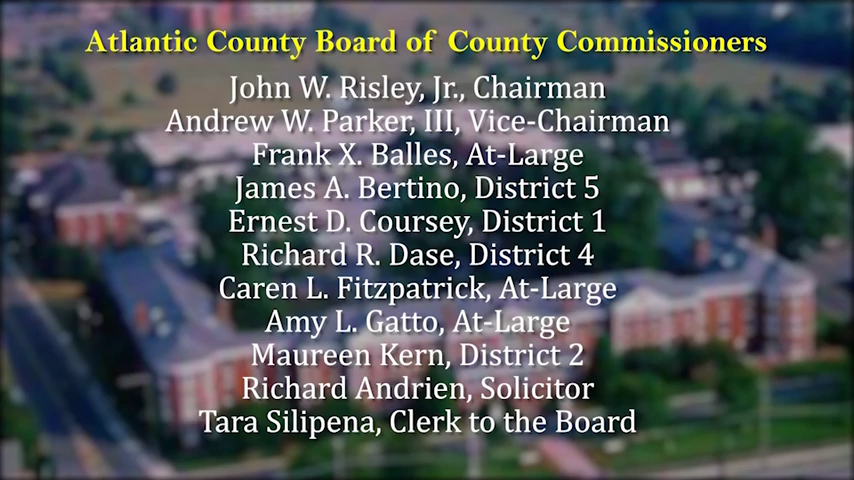 Atlantic County Board of County Commissioners
John W. Risley, Jr., Chairman
Andrew W. Parker, III, Vice-Chairman
Frank X. Balles, At-Large
James A. Bertino, District 5
Ernest D. Coursey, District 1
Richard R. Dase, District 4
Caren L. Fitzpatrick, At-Large
Amy L. Gatto, At-Large
Maureen Kern, District 2
Richard Andrien, Solicitor
Tara Silipena, Clerk to the Board